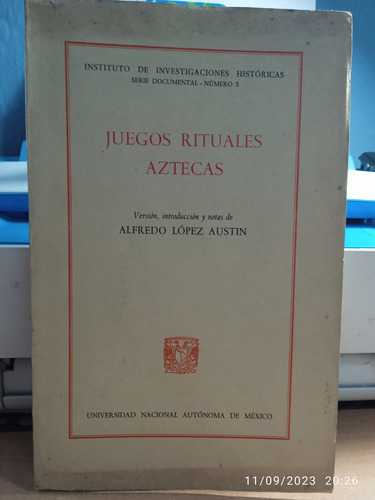 INSTITUTO DE INVESTIGACIONES HISTÓRICAS
SERIE DOCUMENTAL - NÚMERO 5
JUEGOS RITUALES
AZTECAS
Versión, introducción y notas de
ALFREDO LÓPEZ AUSTIN
UNIVERSIDAD NACIONAL AUTÓNOMA DE MÉXICO
11/09/2023 20:26